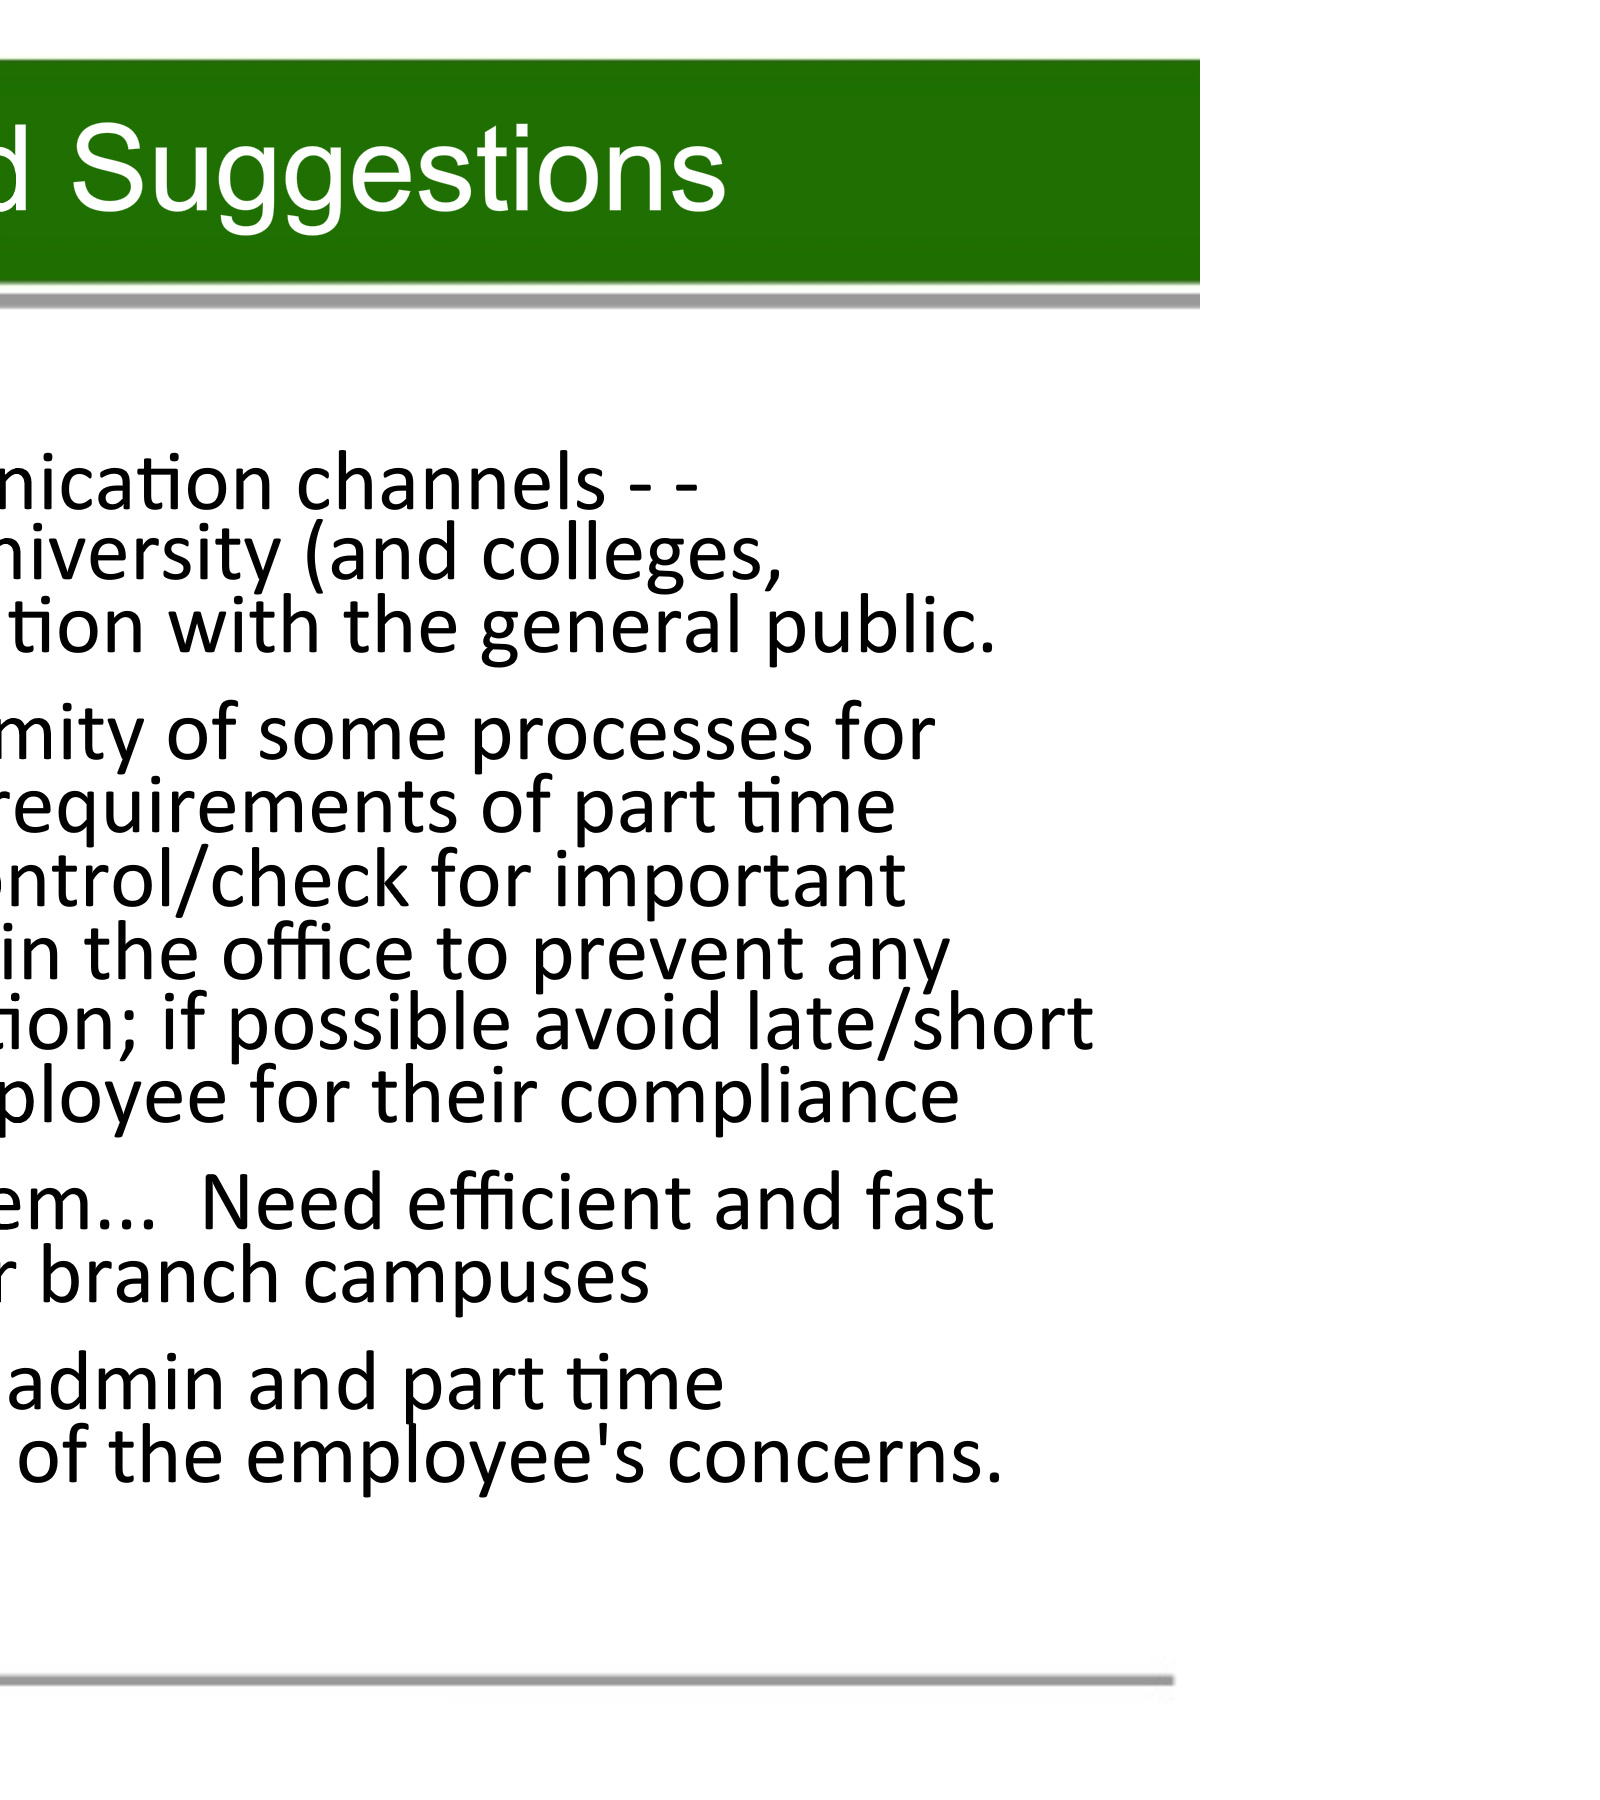 d Suggestions
nication channels - -
niversity (and colleges,
tion with the general public.
mity of some processes for
requirements of part time
ontrol/check for important
in the office to prevent any
tion; if possible avoid late/short
ployee for their compliance
em...  Need efficient and fast
r branch campuses
admin and part time
of the employee's concerns.